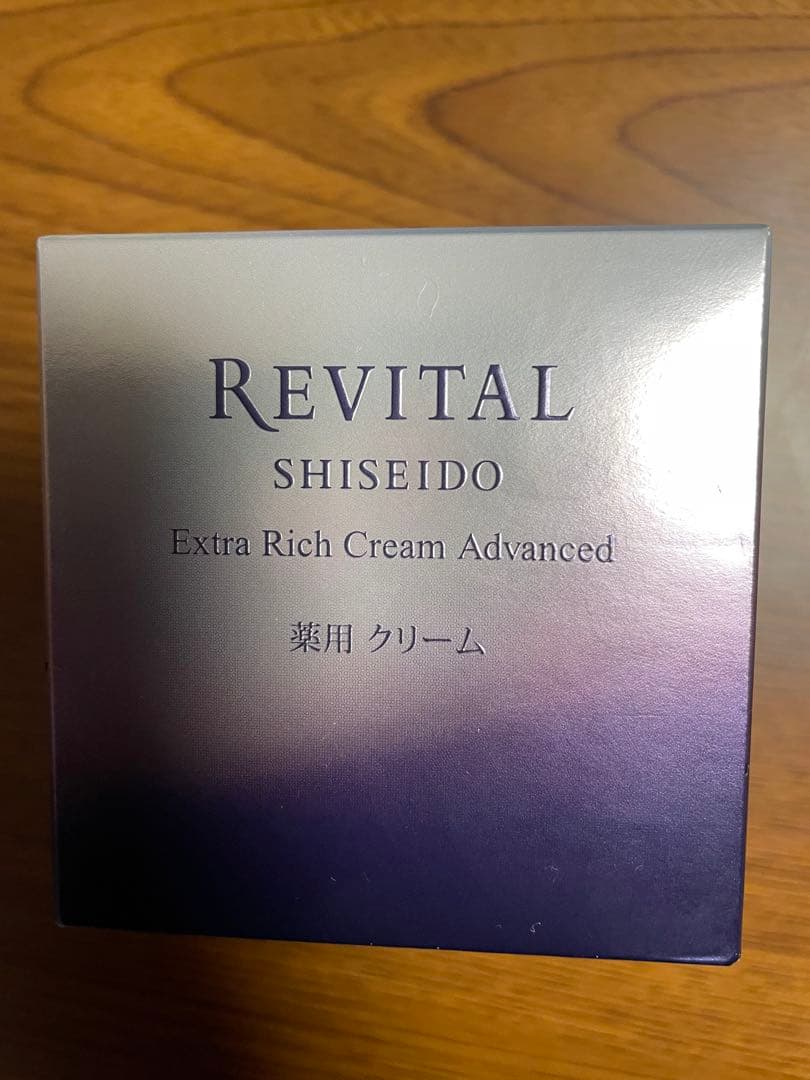 REVITAL
SHISEIDO
Extra Rich Cream Advanced
薬用 クリーム